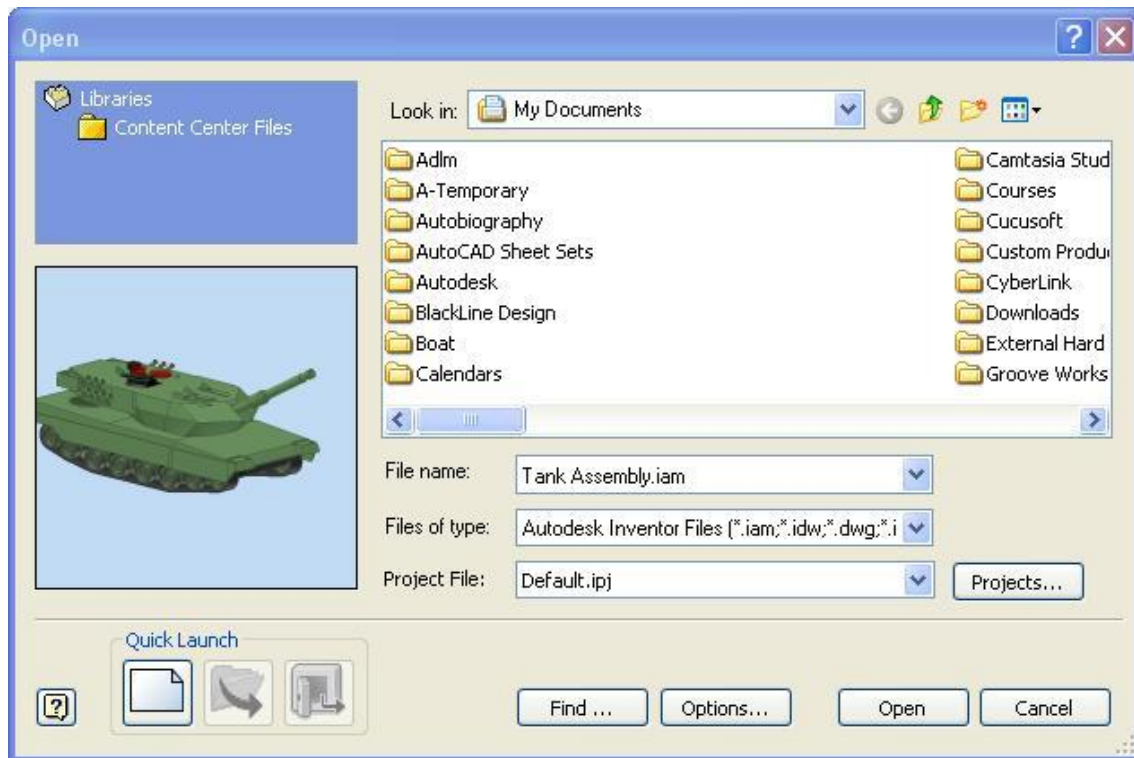 Open
Libraries
Content Center Files
Look in: My Documents
Adlm
A-Temporary
Autobiography
AutoCAD Sheet Sets
Autodesk
BlackLine Design
Boat
Calendars
Camtasia Stud
Courses
Cucusoft
Custom Produ
CyberLink
Downloads
External Hard
Groove Works
File name: Tank Assembly.iam
Files of type: Autodesk Inventor Files (*.iam;*.idw;*.dwg;*.i
Project File: Default.ipj Projects...
Quick Launch
Find ... Options... Open Cancel